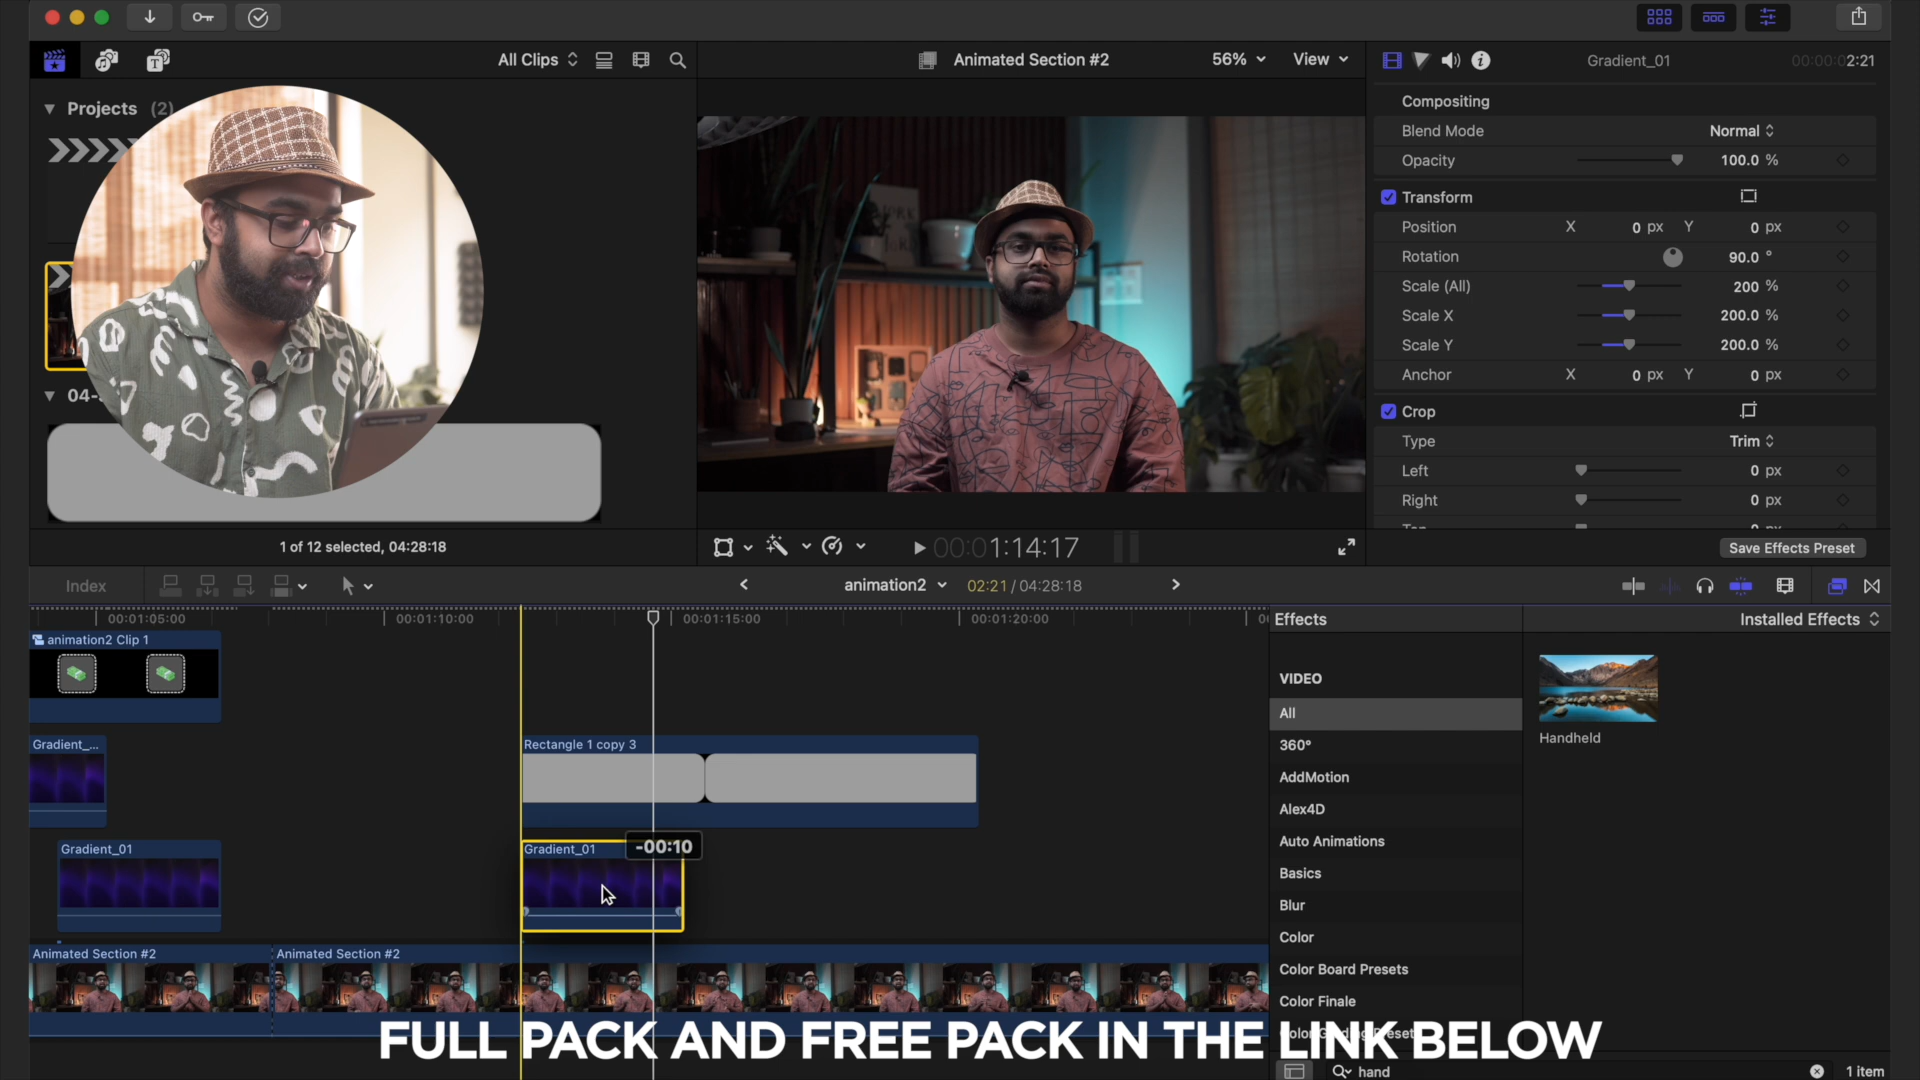 All Clips
Animated Section #2
56%
View
Gradient_01
00:00:02:21
Projects (2)
Compositing
Blend Mode
Normal
Opacity
100.0 %
Transform
Position
X
0 px
Y
0 px
Rotation
90.0 °
Scale (All)
200 %
Scale X
200.0 %
Scale Y
200.0 %
Anchor
X
0 px
Y
0 px
Crop
Type
Trim
Left
0 px
Right
0 px
04-
1 of 12 selected, 04:28:18
00:01:14:17
Save Effects Preset
Index
animation2
02:21 / 04:28:18
00:01:05:00
00:01:10:00
00:01:15:00
00:01:20:00
Effects
Installed Effects
animation2 Clip 1
VIDEO
All
360°
AddMotion
Alex4D
Auto Animations
Basics
Blur
Color
Color Board Presets
Color Finale
Handheld
Gradient_...
Rectangle 1 copy 3
Gradient_01
Gradient_01
-00:10
Animated Section #2
Animated Section #2
FULL PACK AND FREE PACK IN THE LINK BELOW
hand
1 item